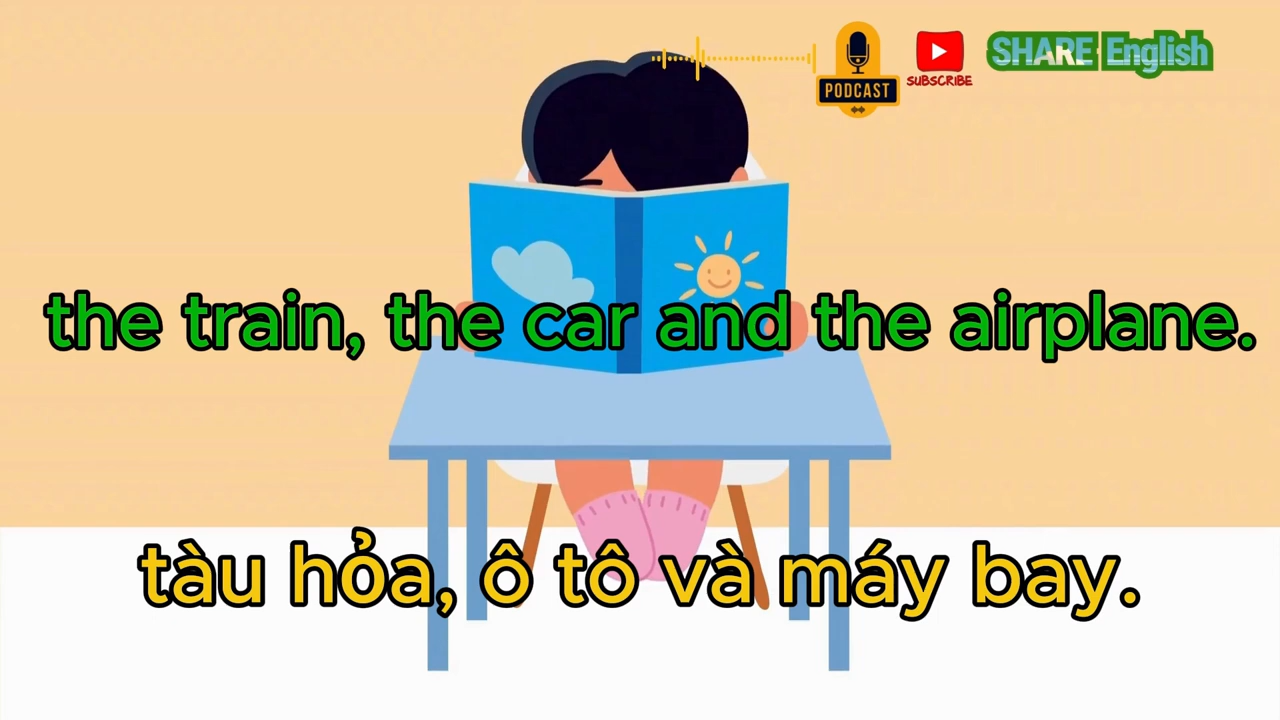 SHARE English
PODCAST
SUBSCRIBE
the train, the car and the airplane.
tàu hỏa, ô tô và máy bay.